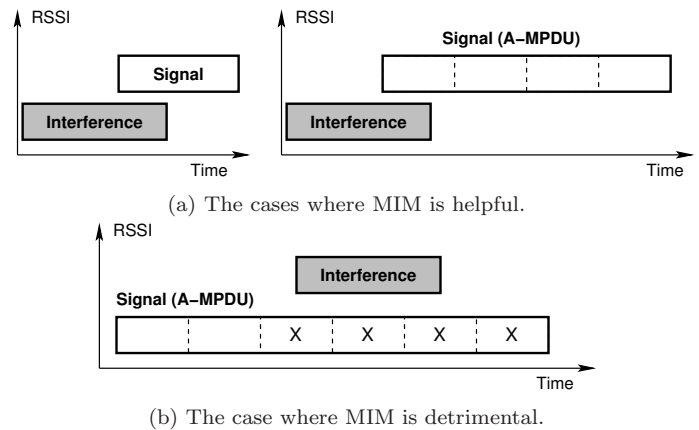 RSSI
Signal
Interference
Time
RSSI
Signal (A−MPDU)
Interference
Time
(a) The cases where MIM is helpful.
RSSI
Interference
Signal (A−MPDU)
X X X X
Time
(b) The case where MIM is detrimental.